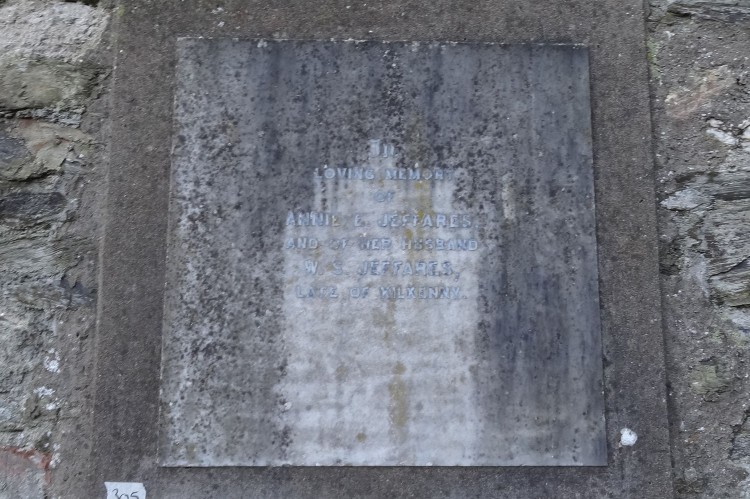 IN
LOVING MEMORY
OF
ANNIE E. JEFFARES
AND OF HER HUSBAND
W. S. JEFFARES,
LATE OF KILKENNY.
305